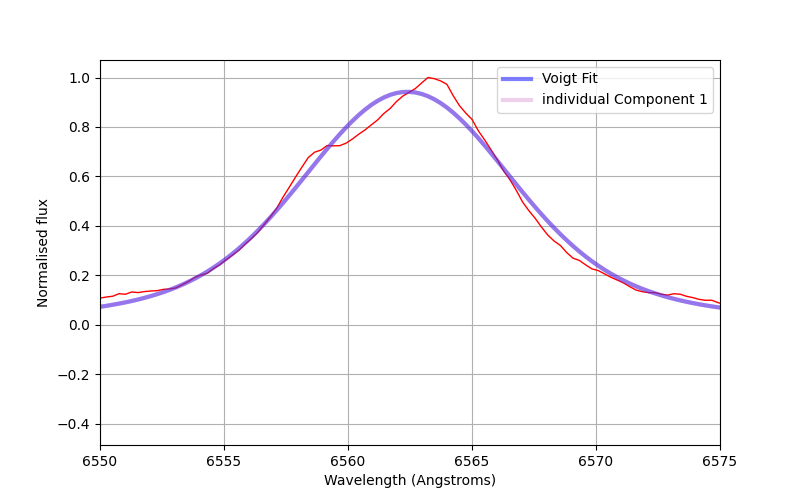 1.0
0.8
0.6
0.4
0.2
0.0
−0.2
−0.4
Normalised flux
Voigt Fit
individual Component 1
6550 6555 6560 6565 6570 6575
Wavelength (Angstroms)